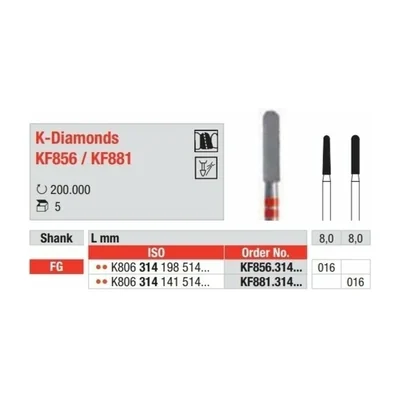 K-Diamonds
KF856 / KF881
200.000
5
Shank L mm 8,0 8,0
ISO Order No.
FG K806 314 198 514... KF856.314... 016
K806 314 141 514... KF881.314... 016